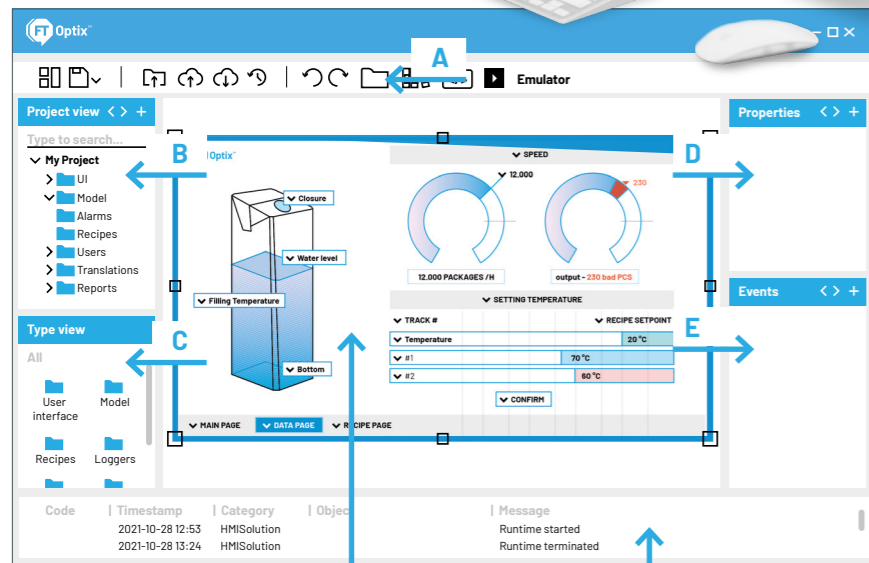 FT Optix™
A
Emulator
Project view < > +
Type to search...
My Project
UI
Model
Alarms
Recipes
Users
Translations
Reports
B
Type view
All
User interface
Model
Recipes
Loggers
C
Optix™
Closure
Water level
Filling Temperature
Bottom
SPEED
12.000
230
12.000 PACKAGES /H
output - 230 bad PCS
SETTING TEMPERATURE
TRACK #
RECIPE SETPOINT
Temperature
20 °C
#1
70 °C
#2
60 °C
CONFIRM
MAIN PAGE
DATA PAGE
RECIPE PAGE
D
Properties < > +
E
Events < > +
Code | Timestamp | Category | Object | Message
2021-10-28 12:53 HMISolution Runtime started
2021-10-28 13:24 HMISolution Runtime terminated